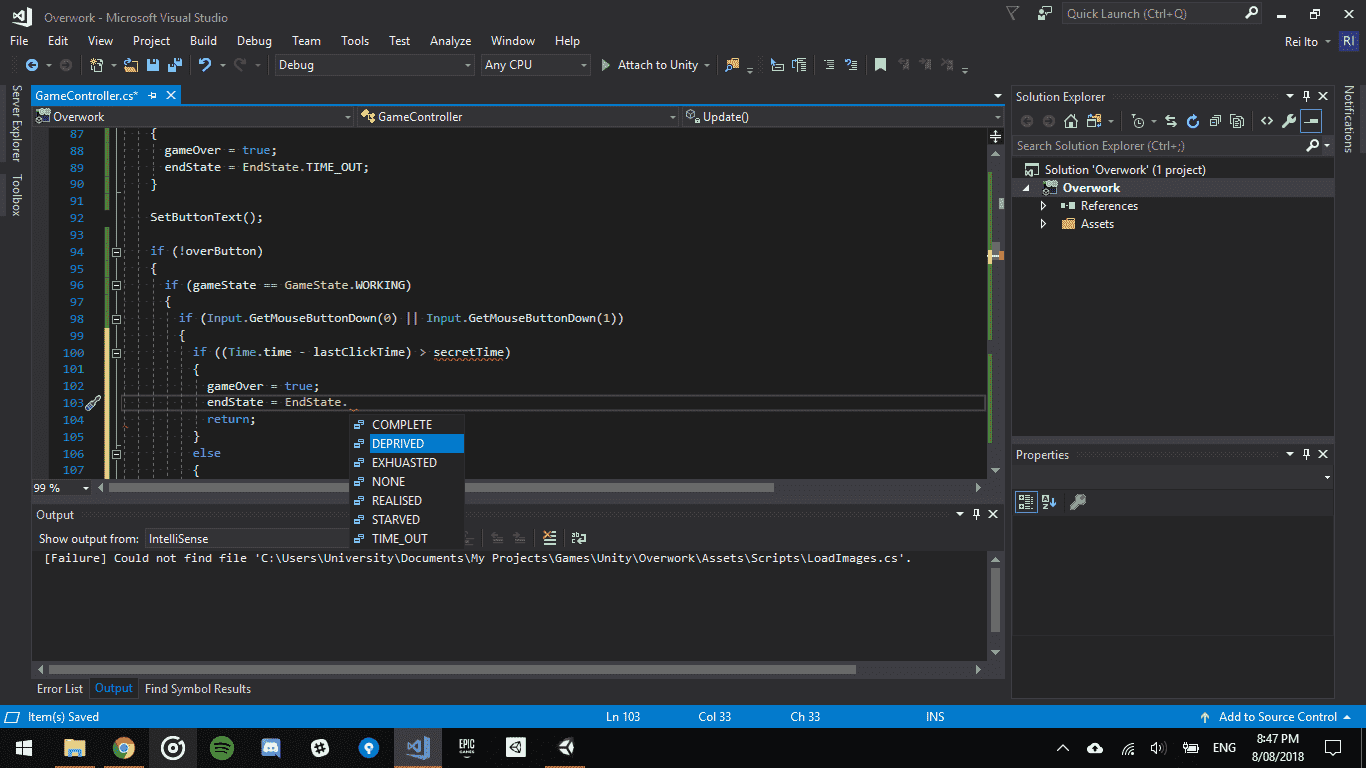 Overwork - Microsoft Visual Studio
Quick Launch (Ctrl+Q)
File Edit View Project Build Debug Team Tools Test Analyze Window Help
Rei Ito RI
Debug Any CPU Attach to Unity
Server Explorer
Toolbox
GameController.cs*
Overwork GameController Update()
87 {
88 gameOver = true;
89 endState = EndState.TIME_OUT;
90 }
91
92 SetButtonText();
93
94 if (!overButton)
95 {
96 if (gameState == GameState.WORKING)
97 {
98 if (Input.GetMouseButtonDown(0) || Input.GetMouseButtonDown(1))
99 {
100 if ((Time.time - lastClickTime) > secretTime)
101 {
102 gameOver = true;
103 endState = EndState.
104 return;
105 }
106 else
107 {
COMPLETE
DEPRIVED
EXHUASTED
NONE
REALISED
STARVED
TIME_OUT
99 %
Output
Show output from: IntelliSense
[Failure] Could not find file 'C:\Users\University\Documents\My Projects\Games\Unity\Overwork\Assets\Scripts\LoadImages.cs'.
Error List Output Find Symbol Results
Solution Explorer
Search Solution Explorer (Ctrl+;)
Solution 'Overwork' (1 project)
Overwork
References
Assets
Properties
Notifications
Item(s) Saved Ln 103 Col 33 Ch 33 INS Add to Source Control
EPIC
GAMES
ENG
8:47 PM
8/08/2018